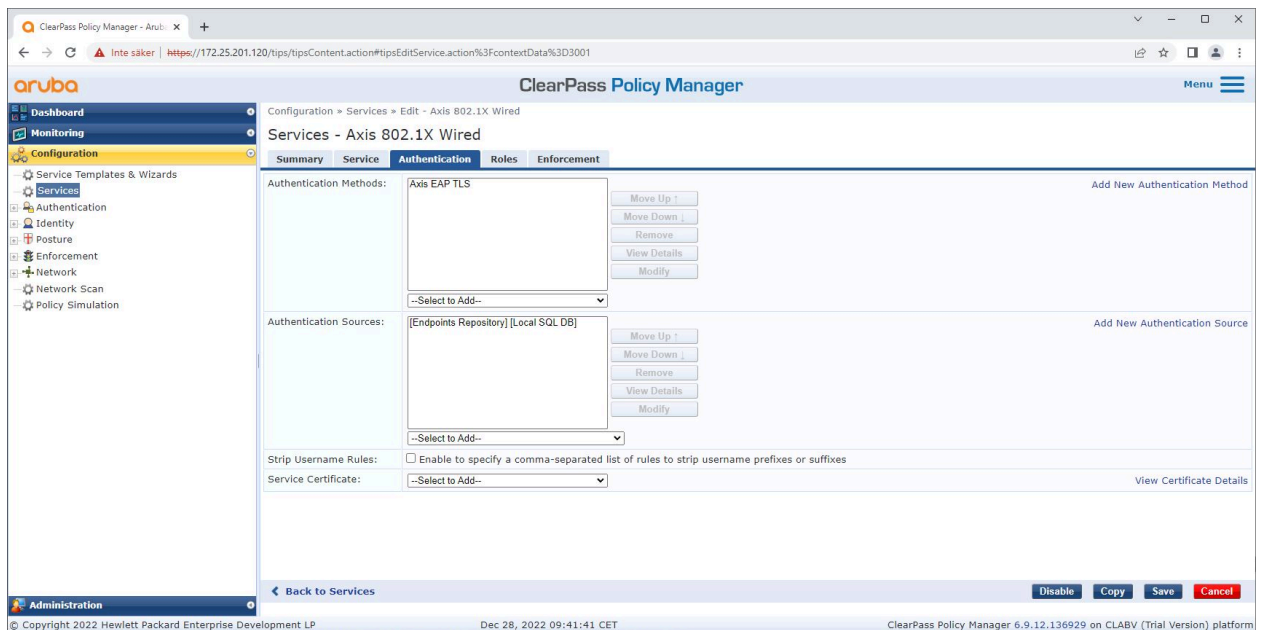 ClearPass Policy Manager - Arub
Inte säker | https://172.25.201.120/tips/tipsContent.action#tipsEditService.action%3FcontextData%3D3001
aruba
ClearPass Policy Manager
Menu
Dashboard
Monitoring
Configuration
Service Templates & Wizards
Services
Authentication
Identity
Posture
Enforcement
Network
Network Scan
Policy Simulation
Administration
Configuration » Services » Edit - Axis 802.1X Wired
Services - Axis 802.1X Wired
Summary Service Authentication Roles Enforcement
Authentication Methods:
Axis EAP TLS
Move Up ↑
Move Down ↓
Remove
View Details
Modify
--Select to Add--
Add New Authentication Method
Authentication Sources:
[Endpoints Repository] [Local SQL DB]
Move Up ↑
Move Down ↓
Remove
View Details
Modify
--Select to Add--
Add New Authentication Source
Strip Username Rules:
Enable to specify a comma-separated list of rules to strip username prefixes or suffixes
Service Certificate:
--Select to Add--
View Certificate Details
Back to Services
Disable Copy Save Cancel
© Copyright 2022 Hewlett Packard Enterprise Development LP
Dec 28, 2022 09:41:41 CET
ClearPass Policy Manager 6.9.12.136929 on CLABV (Trial Version) platform